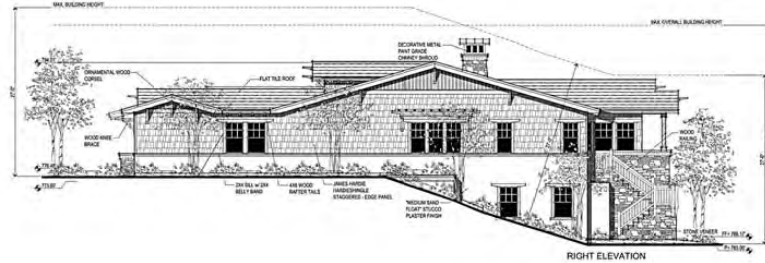 MAX. BUILDING HEIGHT
MAX. OVERALL BUILDING HEIGHT
DECORATIVE METAL
PAINT GRADE
CHIMNEY SHROUD
ORNAMENTAL WOOD
CORBEL
FLAT TILE ROOF
WOOD KNEE
BRACE
WOOD
RAILING
2X4 SILL w/ 2X6
BELLY BAND
4X6 WOOD
RAFTER TAILS
JAMES HARDIE
HARDIESHINGLE
STAGGERED - EDGE PANEL
"MEDIUM SAND
FLOAT" STUCCO
PLASTER FINISH
STONE VENEER
RIGHT ELEVATION